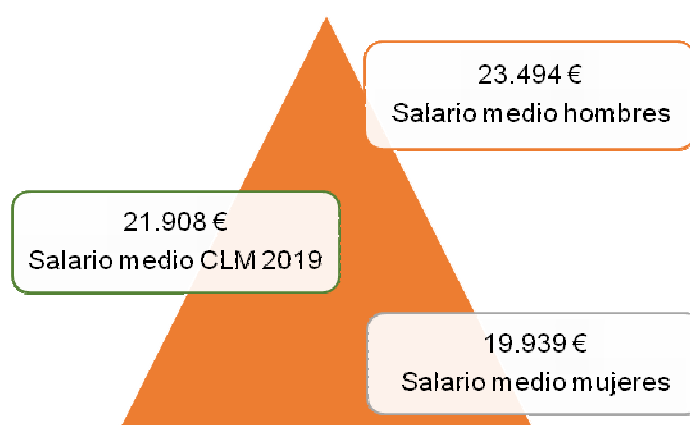 23.494 €
Salario medio hombres
21.908 €
Salario medio CLM 2019
19.939 €
Salario medio mujeres